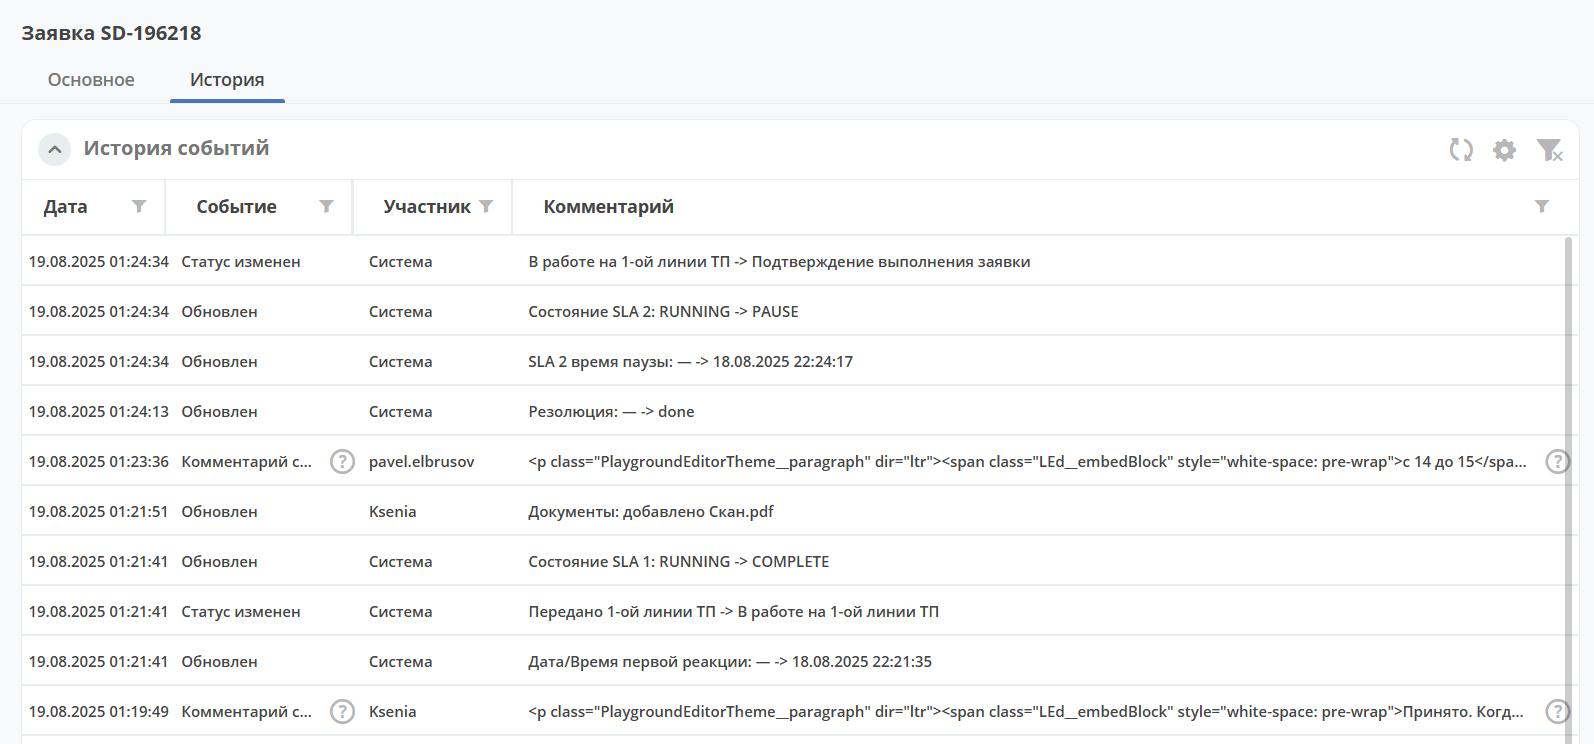 Заявка SD-196218
Основное История
История событий
Дата Событие Участник Комментарий
19.08.2025 01:24:34 Статус изменен Система В работе на 1-ой линии ТП -> Подтверждение выполнения заявки
19.08.2025 01:24:34 Обновлен Система Состояние SLA 2: RUNNING -> PAUSE
19.08.2025 01:24:34 Обновлен Система SLA 2 время паузы: — -> 18.08.2025 22:24:17
19.08.2025 01:24:13 Обновлен Система Резолюция: — -> done
19.08.2025 01:23:36 Комментарий с... ? pavel.elbrusov <p class="PlaygroundEditorTheme__paragraph" dir="ltr"><span class="LEd__embedBlock" style="white-space: pre-wrap">с 14 до 15</spa... ?
19.08.2025 01:21:51 Обновлен Ksenia Документы: добавлено Скан.pdf
19.08.2025 01:21:41 Обновлен Система Состояние SLA 1: RUNNING -> COMPLETE
19.08.2025 01:21:41 Статус изменен Система Передано 1-ой линии ТП -> В работе на 1-ой линии ТП
19.08.2025 01:21:41 Обновлен Система Дата/Время первой реакции: — -> 18.08.2025 22:21:35
19.08.2025 01:19:49 Комментарий с... ? Ksenia <p class="PlaygroundEditorTheme__paragraph" dir="ltr"><span class="LEd__embedBlock" style="white-space: pre-wrap">Принято. Когд... ?